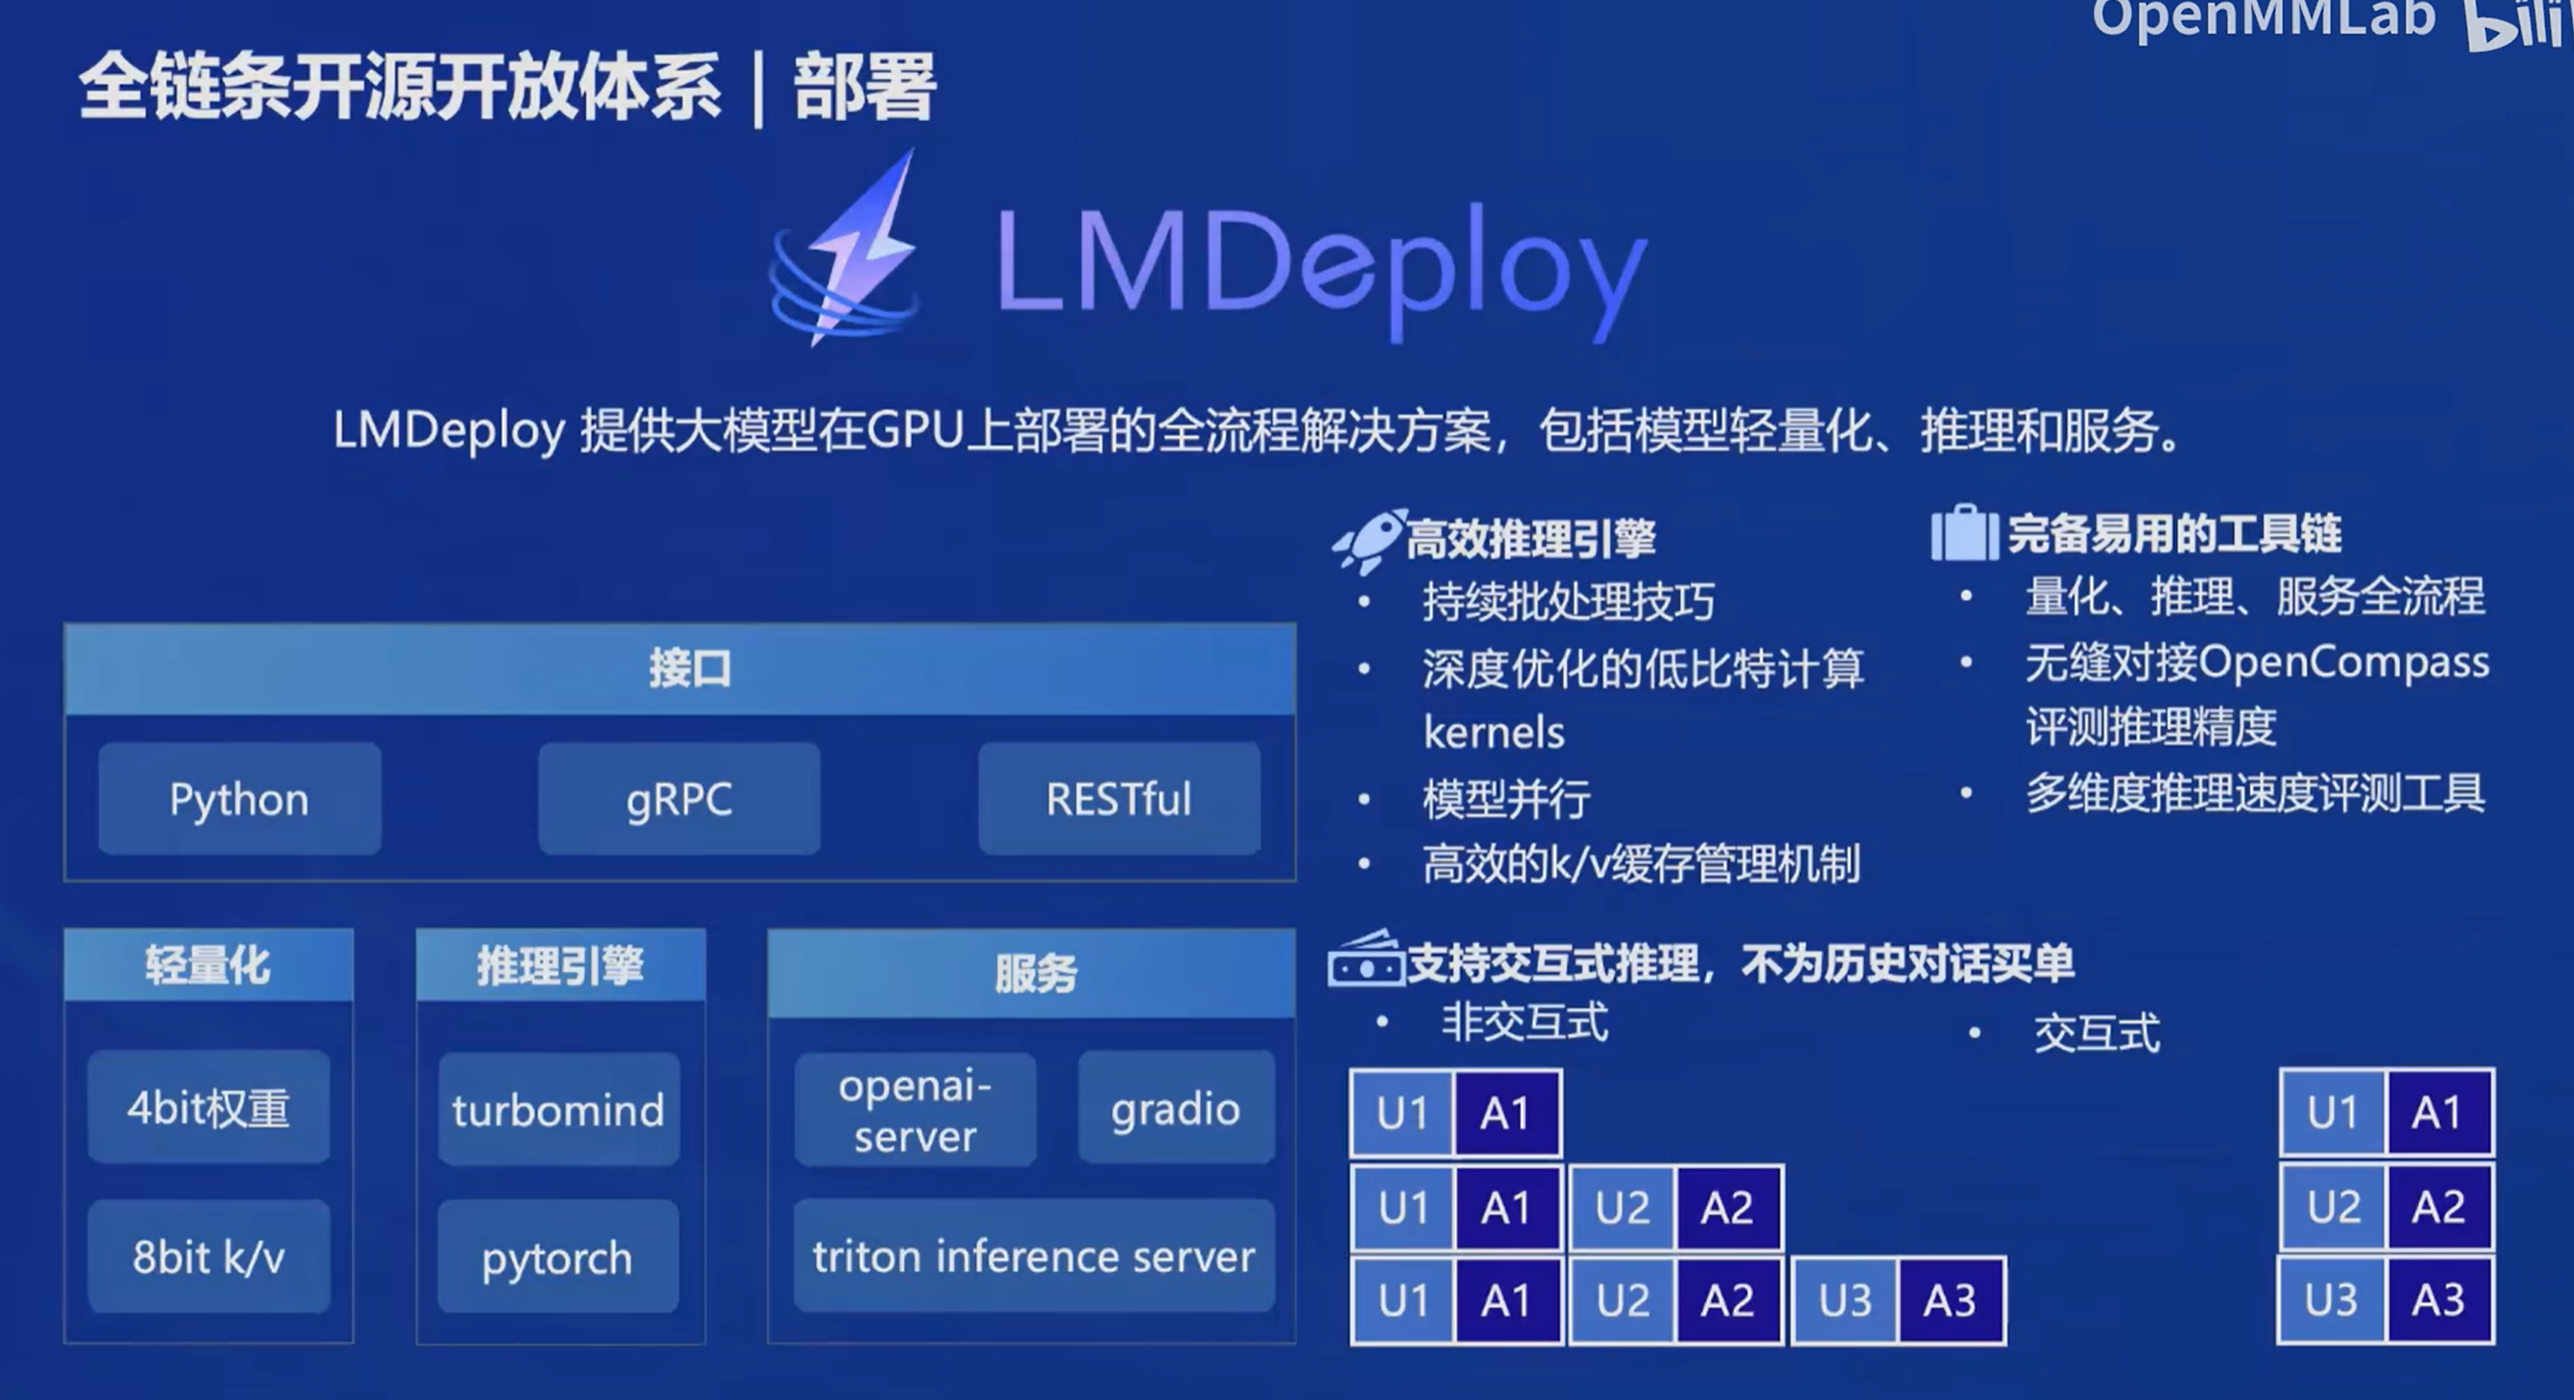 OpenMMLab bili
全链条开源开放体系｜部署
LMDeploy
LMDeploy 提供大模型在GPU上部署的全流程解决方案，包括模型轻量化、推理和服务。
接口
Python gRPC RESTful
轻量化
4bit权重
8bit k/v
推理引擎
turbomind
pytorch
服务
openai-
server
gradio
triton inference server
高效推理引擎
• 持续批处理技巧
• 深度优化的低比特计算
kernels
• 模型并行
• 高效的k/v缓存管理机制
完备易用的工具链
• 量化、推理、服务全流程
• 无缝对接OpenCompass
评测推理精度
• 多维度推理速度评测工具
支持交互式推理，不为历史对话买单
• 非交互式
U1 A1
U1 A1 U2 A2
U1 A1 U2 A2 U3 A3
• 交互式
U1 A1
U2 A2
U3 A3